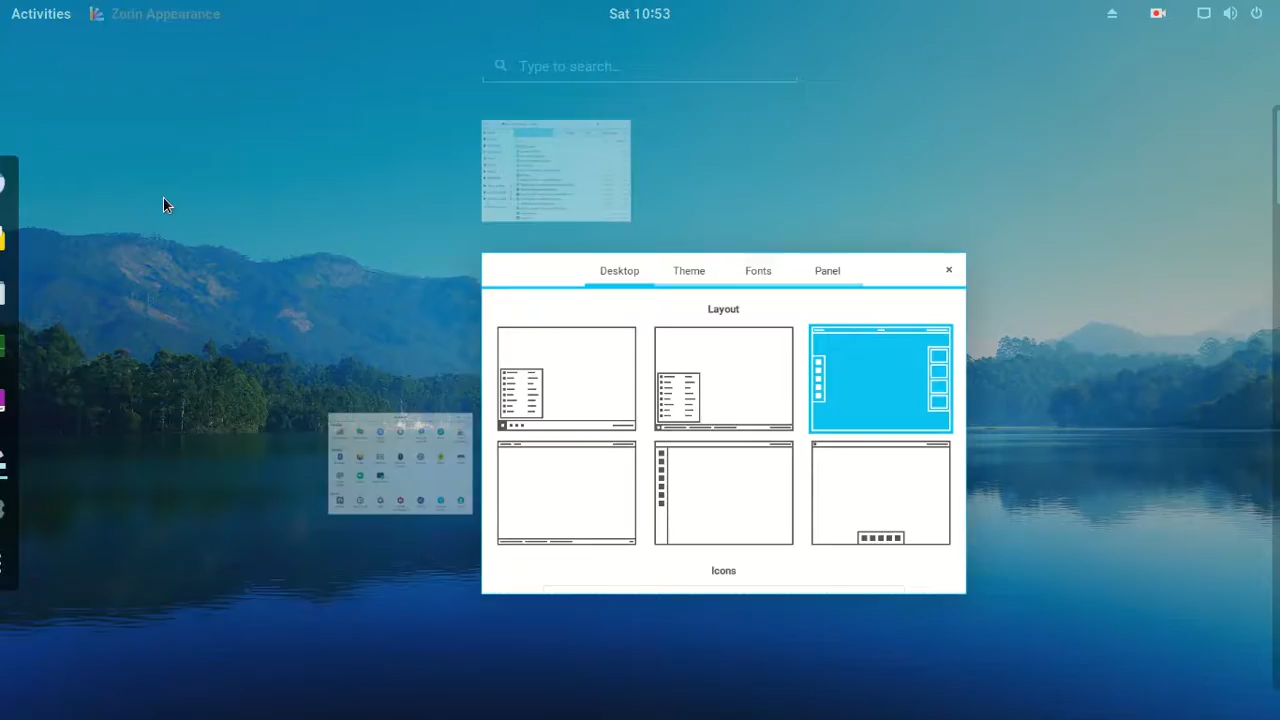 Activities Zorin Appearance Sat 10:53
Type to search...
Desktop Theme Fonts Panel
Layout
Icons